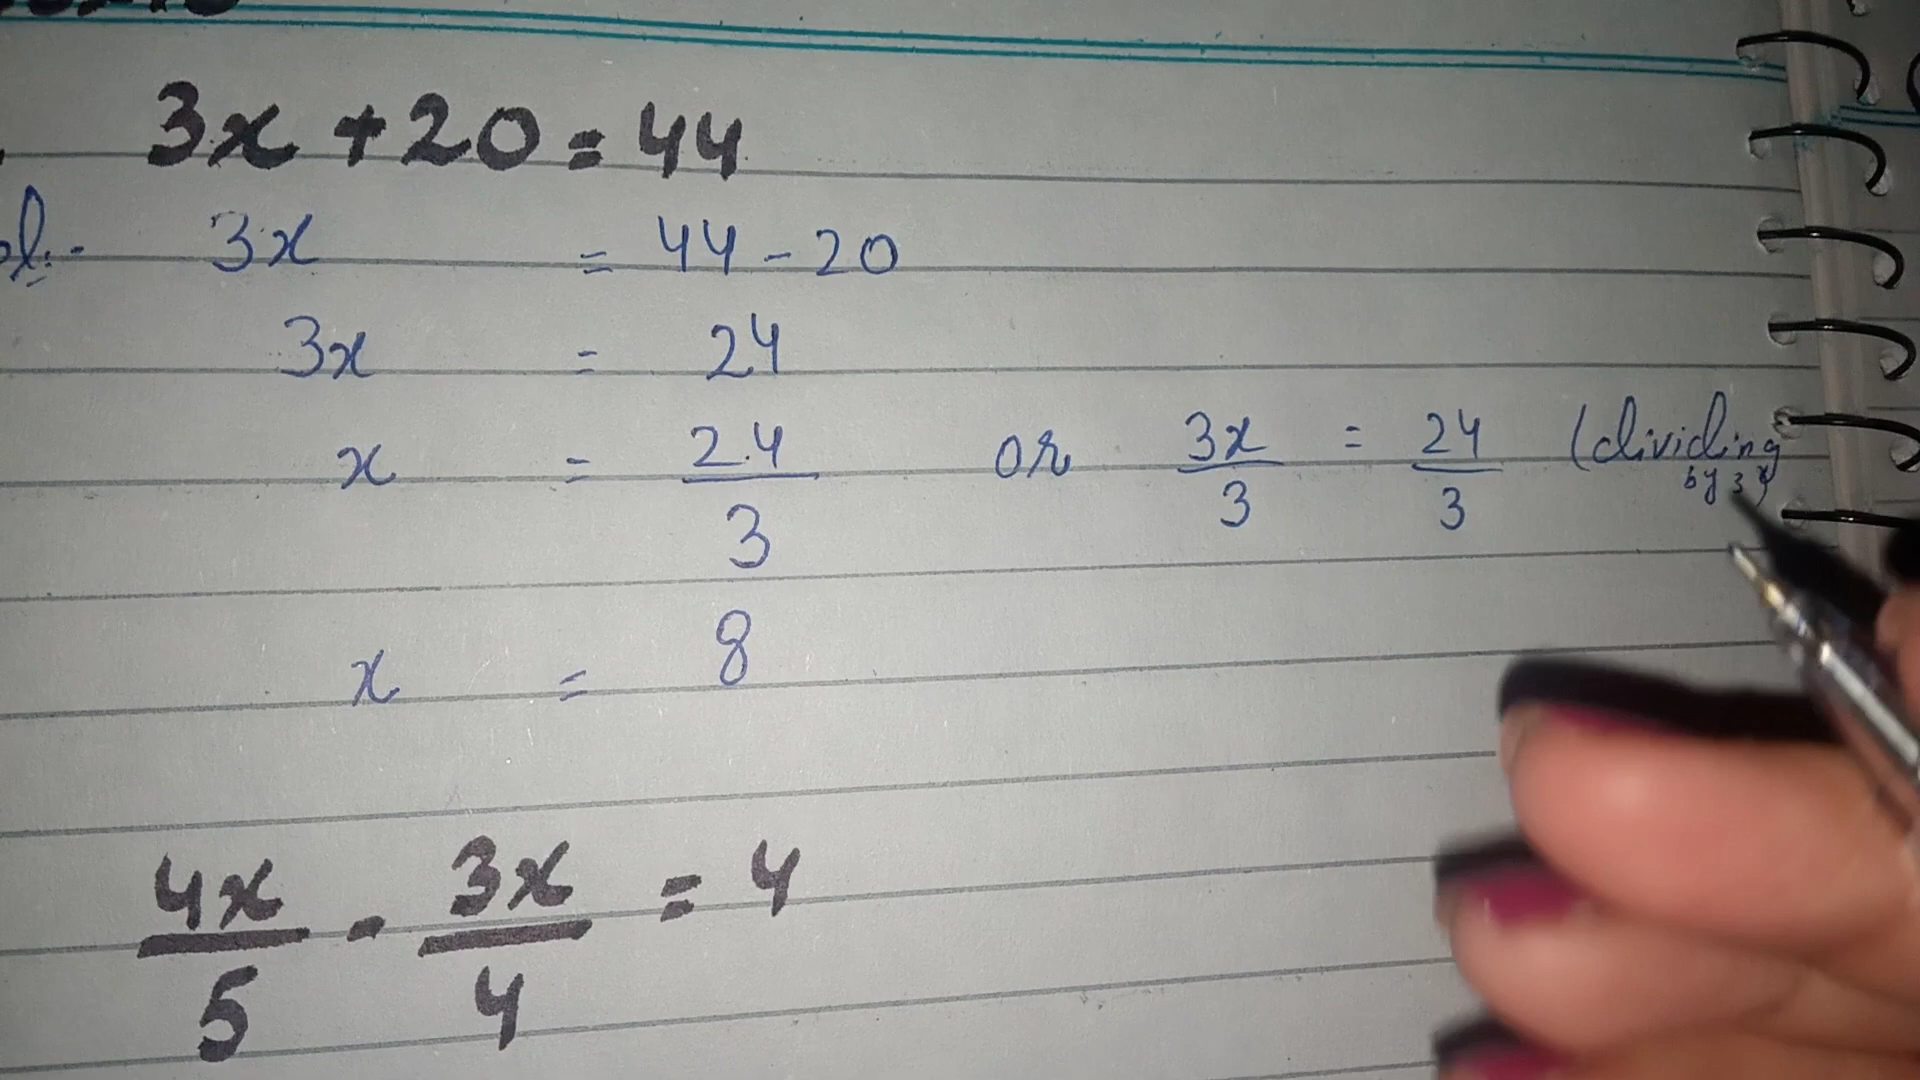 3x + 20 = 44
3x = 44 - 20
3x = 24
x = 24/3 or 3x/3 = 24/3 (dividing by 3)
x = 8
4x/5 - 3x/4 = 4